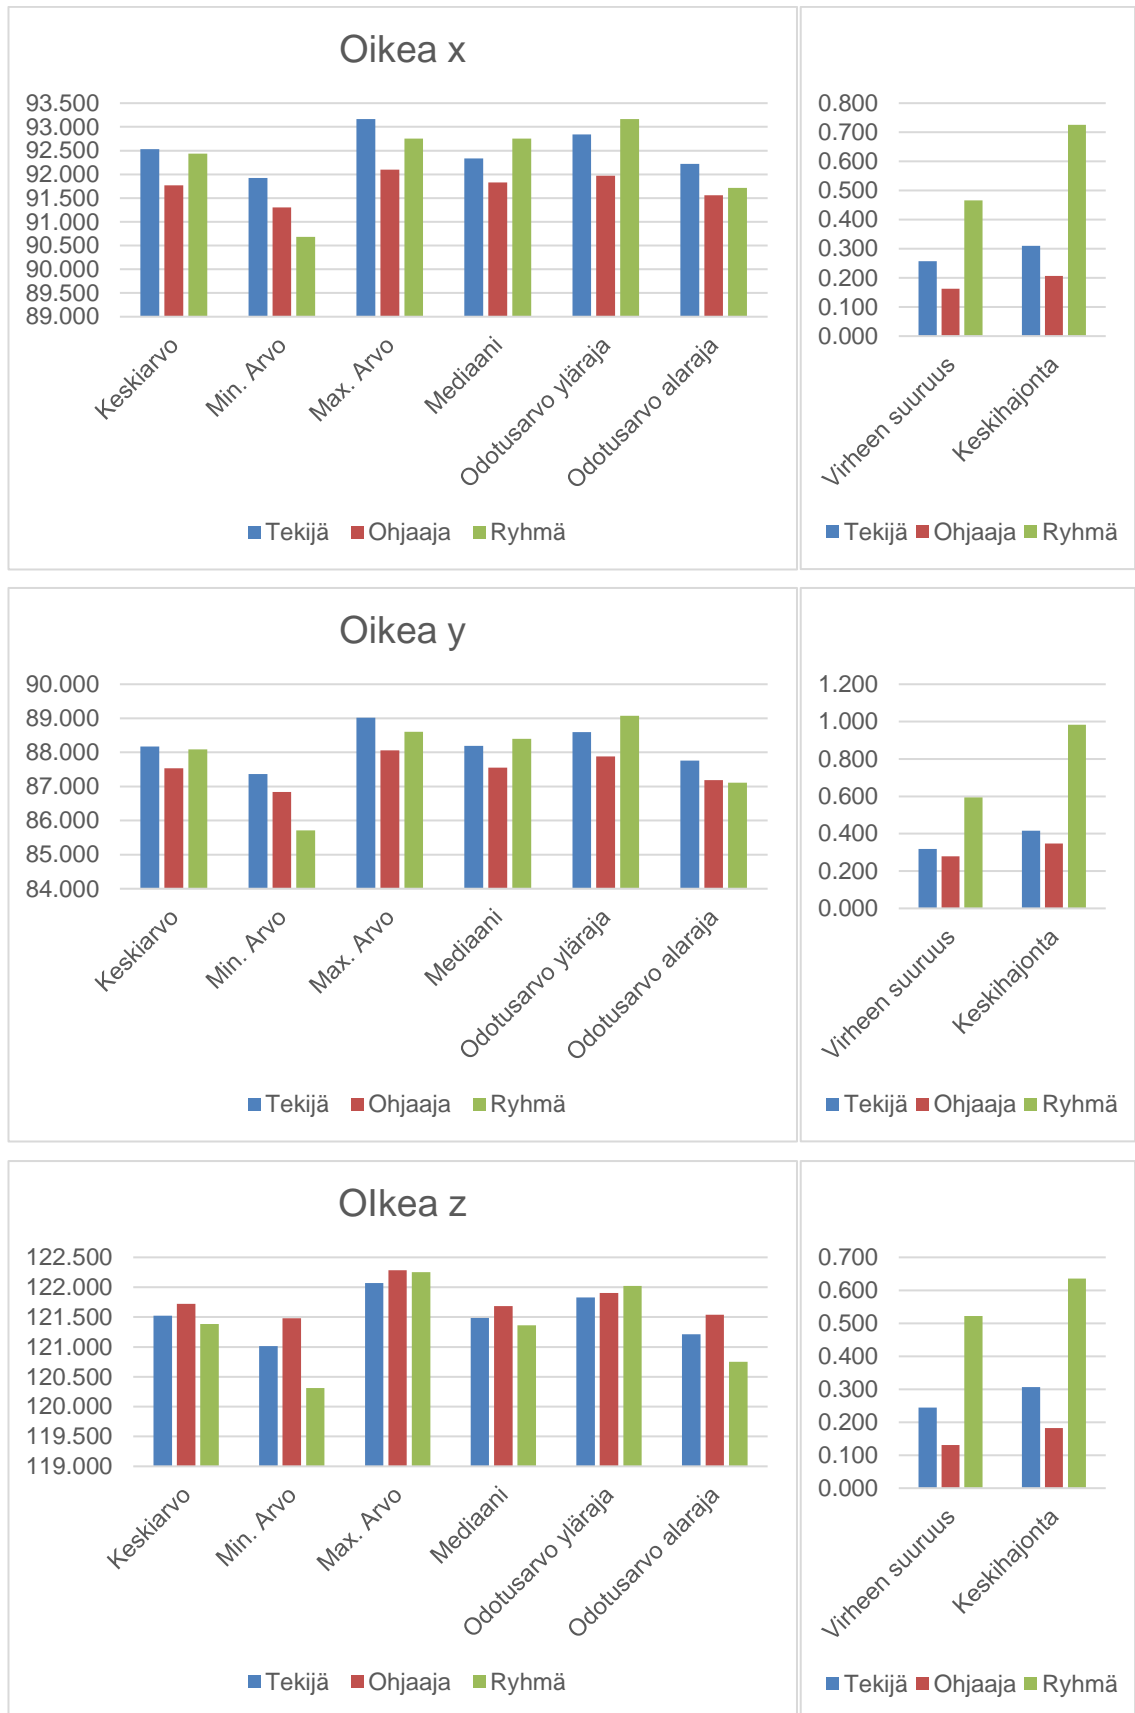 Oikea x
93.500
93.000
92.500
92.000
91.500
91.000
90.500
90.000
89.500
89.000
Keskiarvo
Min. Arvo
Max. Arvo
Mediaani
Odotusarvo yläraja
Odotusarvo alaraja
Tekijä Ohjaaja Ryhmä
0.800
0.700
0.600
0.500
0.400
0.300
0.200
0.100
0.000
Virheen suuruus
Keskihajonta
Tekijä Ohjaaja Ryhmä
Oikea y
90.000
89.000
88.000
87.000
86.000
85.000
84.000
Keskiarvo
Min. Arvo
Max. Arvo
Mediaani
Odotusarvo yläraja
Odotusarvo alaraja
Tekijä Ohjaaja Ryhmä
1.200
1.000
0.800
0.600
0.400
0.200
0.000
Virheen suuruus
Keskihajonta
Tekijä Ohjaaja Ryhmä
OIkea z
122.500
122.000
121.500
121.000
120.500
120.000
119.500
119.000
Keskiarvo
Min. Arvo
Max. Arvo
Mediaani
Odotusarvo yläraja
Odotusarvo alaraja
Tekijä Ohjaaja Ryhmä
0.700
0.600
0.500
0.400
0.300
0.200
0.100
0.000
Virheen suuruus
Keskihajonta
Tekijä Ohjaaja Ryhmä